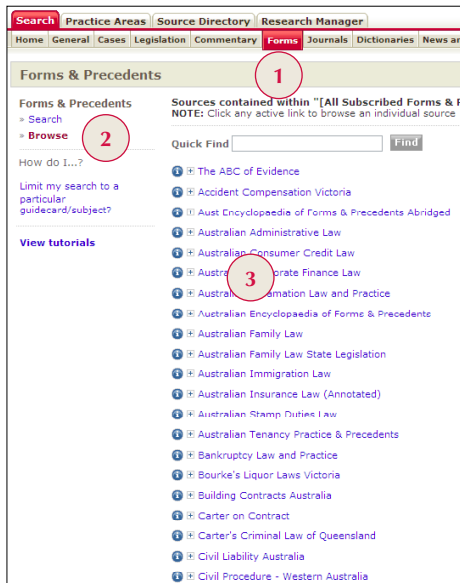 Search Practice Areas Source Directory Research Manager
Home General Cases Legislation Commentary Forms Journals Dictionaries News
Forms & Precedents
1
Forms & Precedents
» Search
» Browse
2
How do I...?
Limit my search to a
particular
guidecard/subject?
View tutorials
Sources contained within "[All Subscribed Forms &
NOTE: Click any active link to browse an individual source
Quick Find Find
The ABC of Evidence
Accident Compensation Victoria
Aust Encyclopaedia of Forms & Precedents Abridged
Australian Administrative Law
Australian Consumer Credit Law
Finance Law
3
Law and Practice
Australian Encyclopaedia of Forms & Precedents
Australian Family Law
Australian Family Law State Legislation
Australian Immigration Law
Australian Insurance Law (Annotated)
Australian Stamp Duties Law
Australian Tenancy Practice & Precedents
Bankruptcy Law and Practice
Bourke's Liquor Laws Victoria
Building Contracts Australia
Carter on Contract
Carter's Criminal Law of Queensland
Civil Liability Australia
Civil Procedure - Western Australia